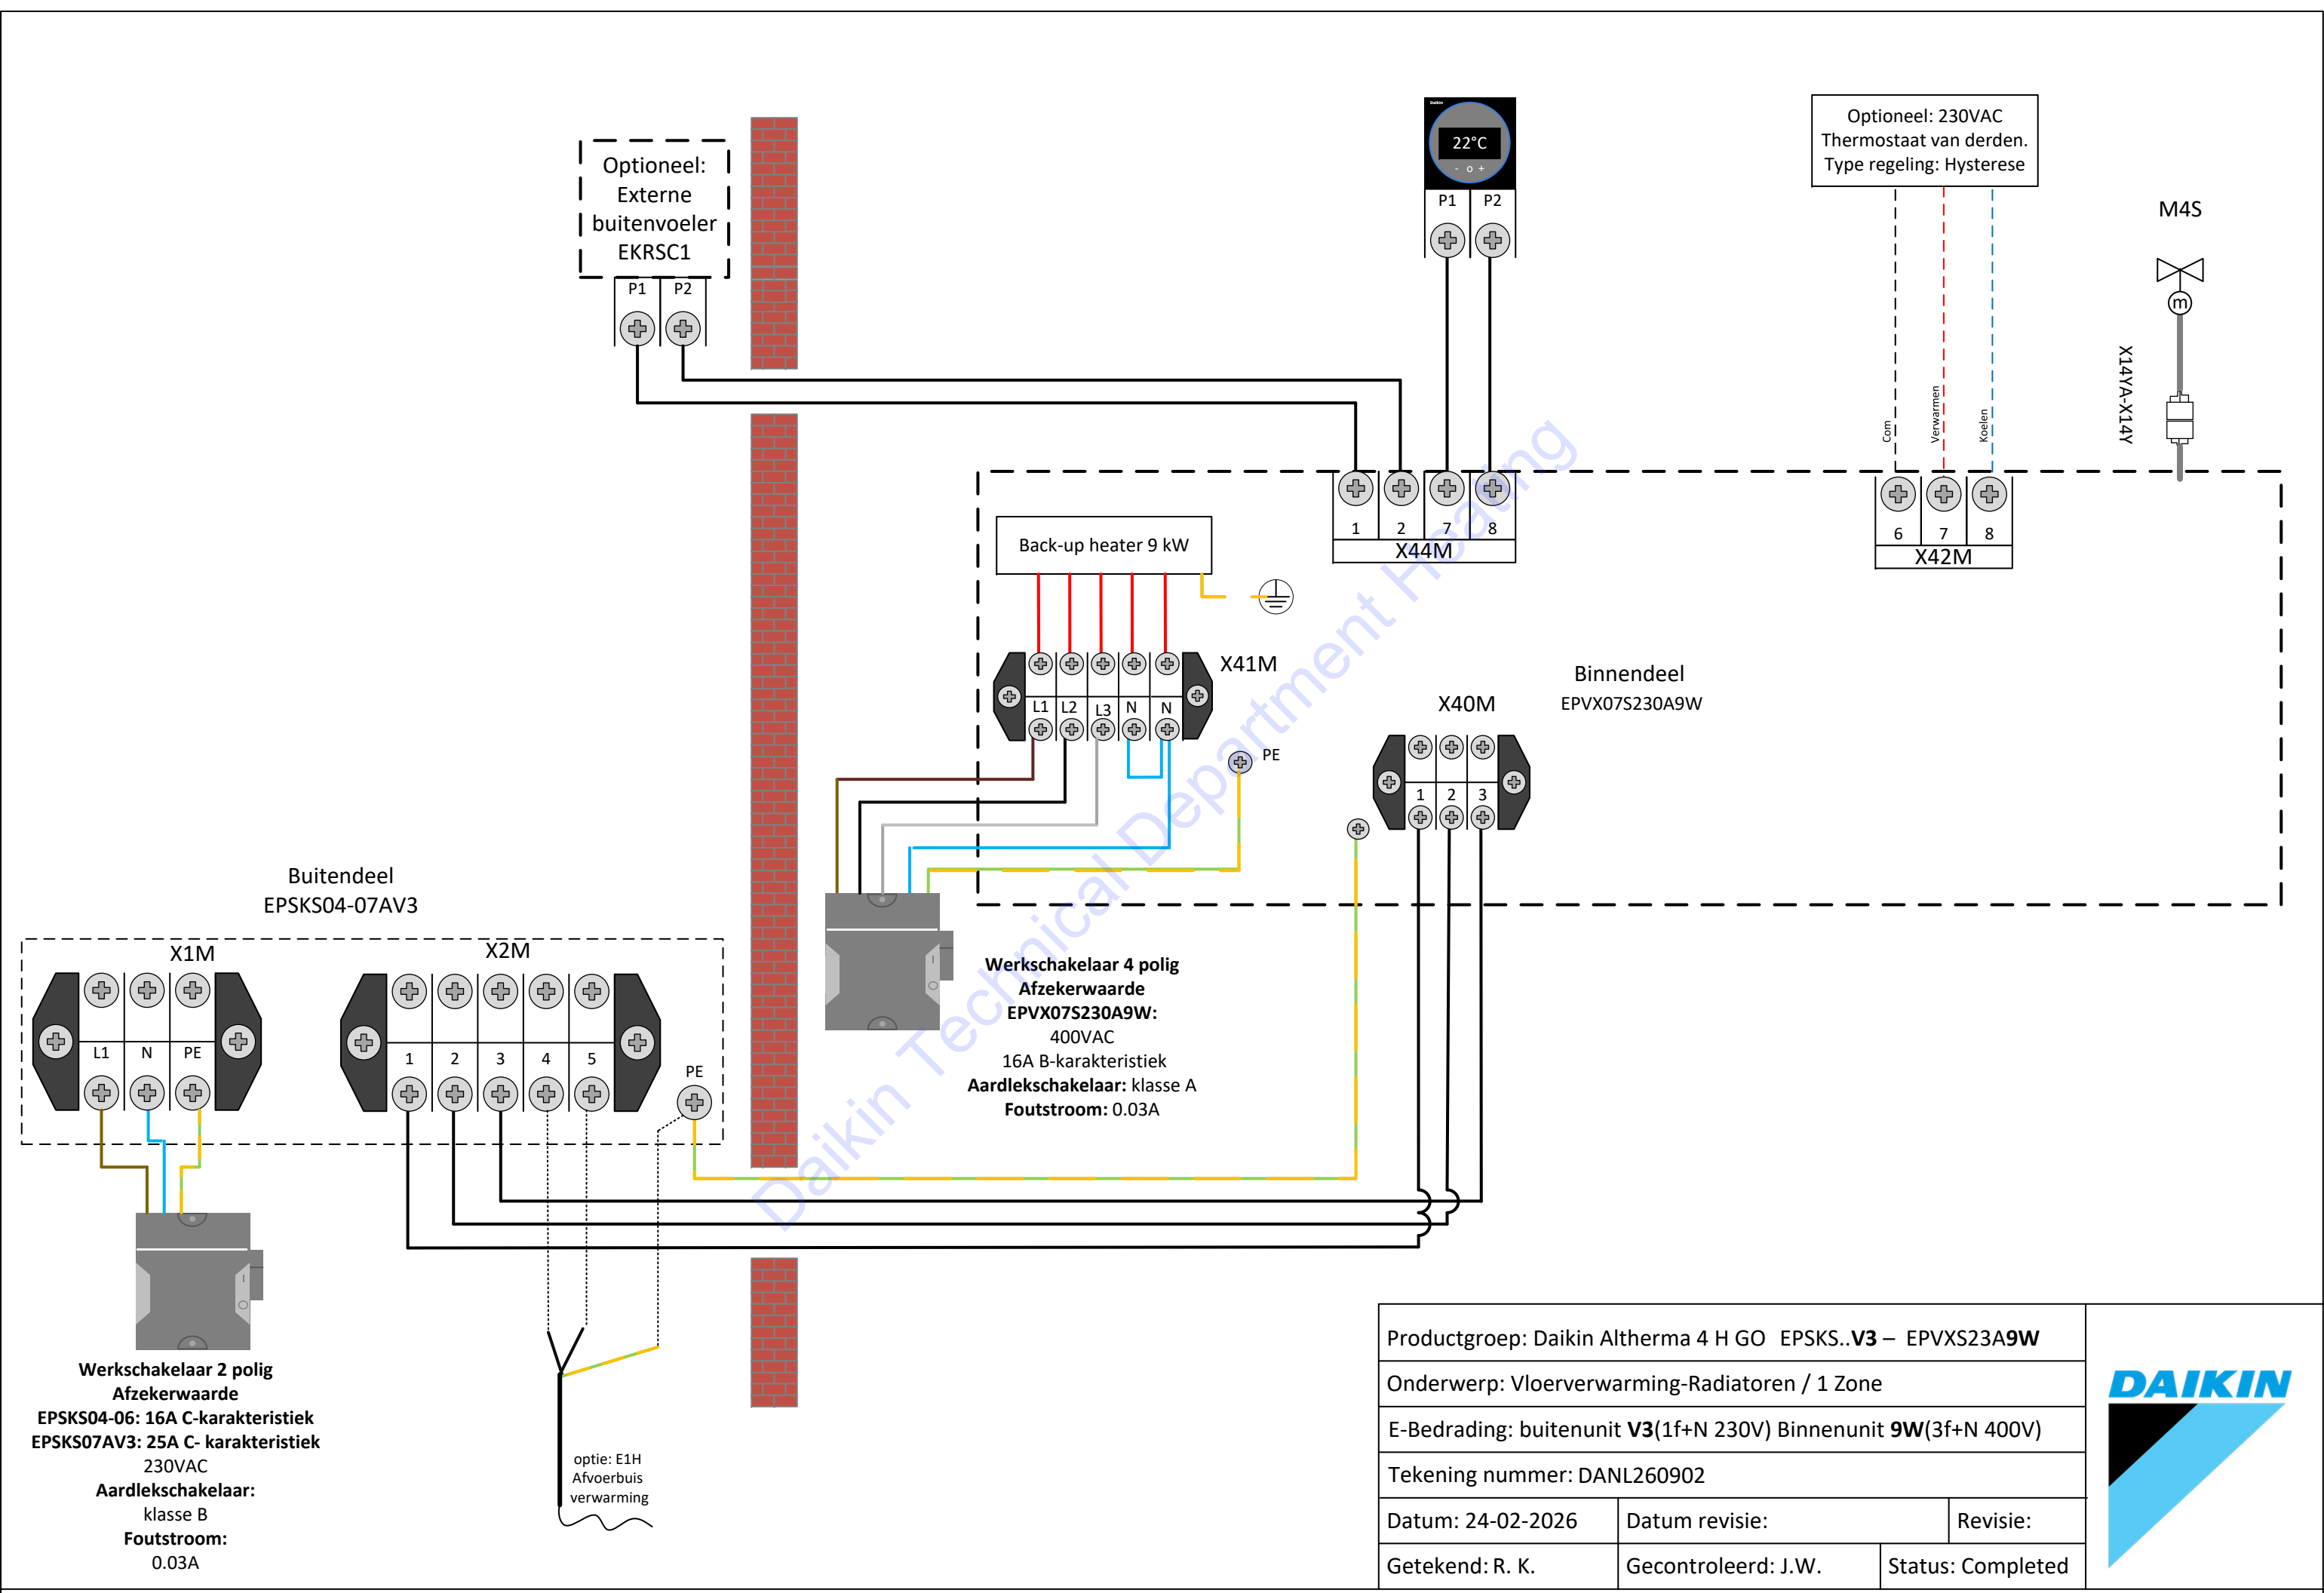 Optioneel:
Externe
buitenvoeler
EKRSC1
P1 P2
Daikin
22°C
- o +
P1 P2
Optioneel: 230VAC
Thermostaat van derden.
Type regeling: Hysterese
M4S
m
X14YA-X14Y
Com
Verwarmen
Koelen
1 2 7 8
X44M
6 7 8
X42M
Back-up heater 9 kW
X41M
L1 L2 L3 N N
PE
Binnendeel
EPVX07S230A9W
X40M
1 2 3
Buitendeel
EPSKS04-07AV3
X1M
L1 N PE
X2M
1 2 3 4 5
PE
Werkschakelaar 4 polig
Afzekerwaarde
EPVX07S230A9W:
400VAC
16A B-karakteristiek
Aardlekschakelaar: klasse A
Foutstroom: 0.03A
Werkschakelaar 2 polig
Afzekerwaarde
EPSKS04-06: 16A C-karakteristiek
EPSKS07AV3: 25A C- karakteristiek
230VAC
Aardlekschakelaar:
klasse B
Foutstroom:
0.03A
optie: E1H
Afvoerbuis
verwarming
Daikin Technical Department Heating
Productgroep: Daikin Altherma 4 H GO EPSKS..V3 – EPVXS23A9W
Onderwerp: Vloerverwarming-Radiatoren / 1 Zone
E-Bedrading: buitenunit V3(1f+N 230V) Binnenunit 9W(3f+N 400V)
Tekening nummer: DANL260902
Datum: 24-02-2026 Datum revisie: Revisie:
Getekend: R. K. Gecontroleerd: J.W. Status: Completed
DAIKIN